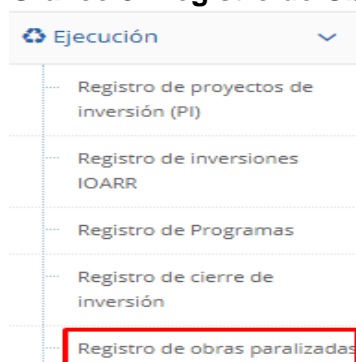 Ejecución
Registro de proyectos de
inversión (PI)
Registro de inversiones
IOARR
Registro de Programas
Registro de cierre de
inversión
Registro de obras paralizadas